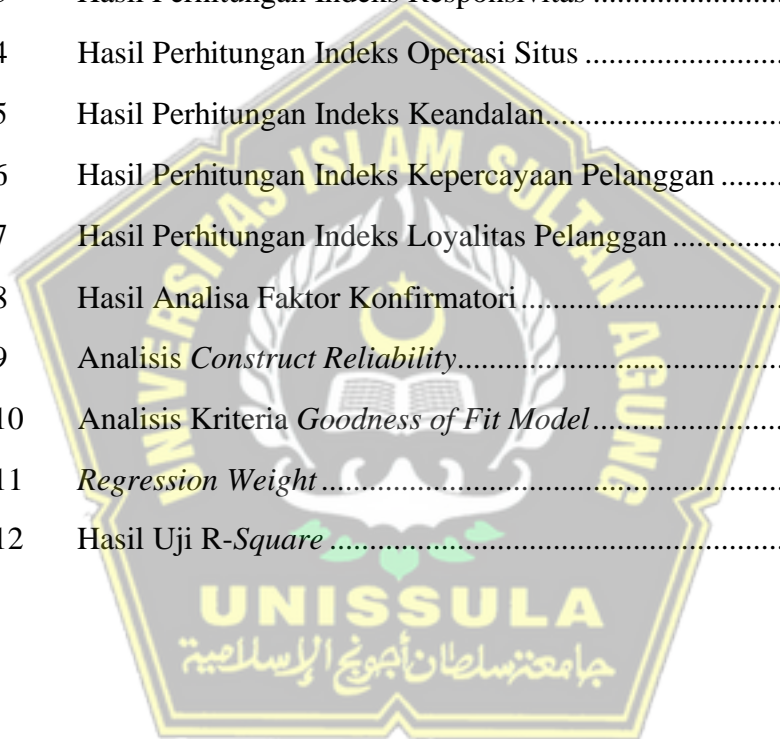 Hasil Perhitungan Indeks Responsivitas ....................
4 Hasil Perhitungan Indeks Operasi Situs ......................
5 Hasil Perhitungan Indeks Keandalan............................
6 Hasil Perhitungan Indeks Kepercayaan Pelanggan ........
7 Hasil Perhitungan Indeks Loyalitas Pelanggan ..............
8 Hasil Analisa Faktor Konfirmatori................................
9 Analisis Construct Reliability.......................................
10 Analisis Kriteria Goodness of Fit Model.......................
11 Regression Weight ........................................................
12 Hasil Uji R-Square .......................................................
UNIVERSITAS ISLAM SULTAN AGUNG
UNISSULA
جامعتنسلطان أجونج الإسلامية